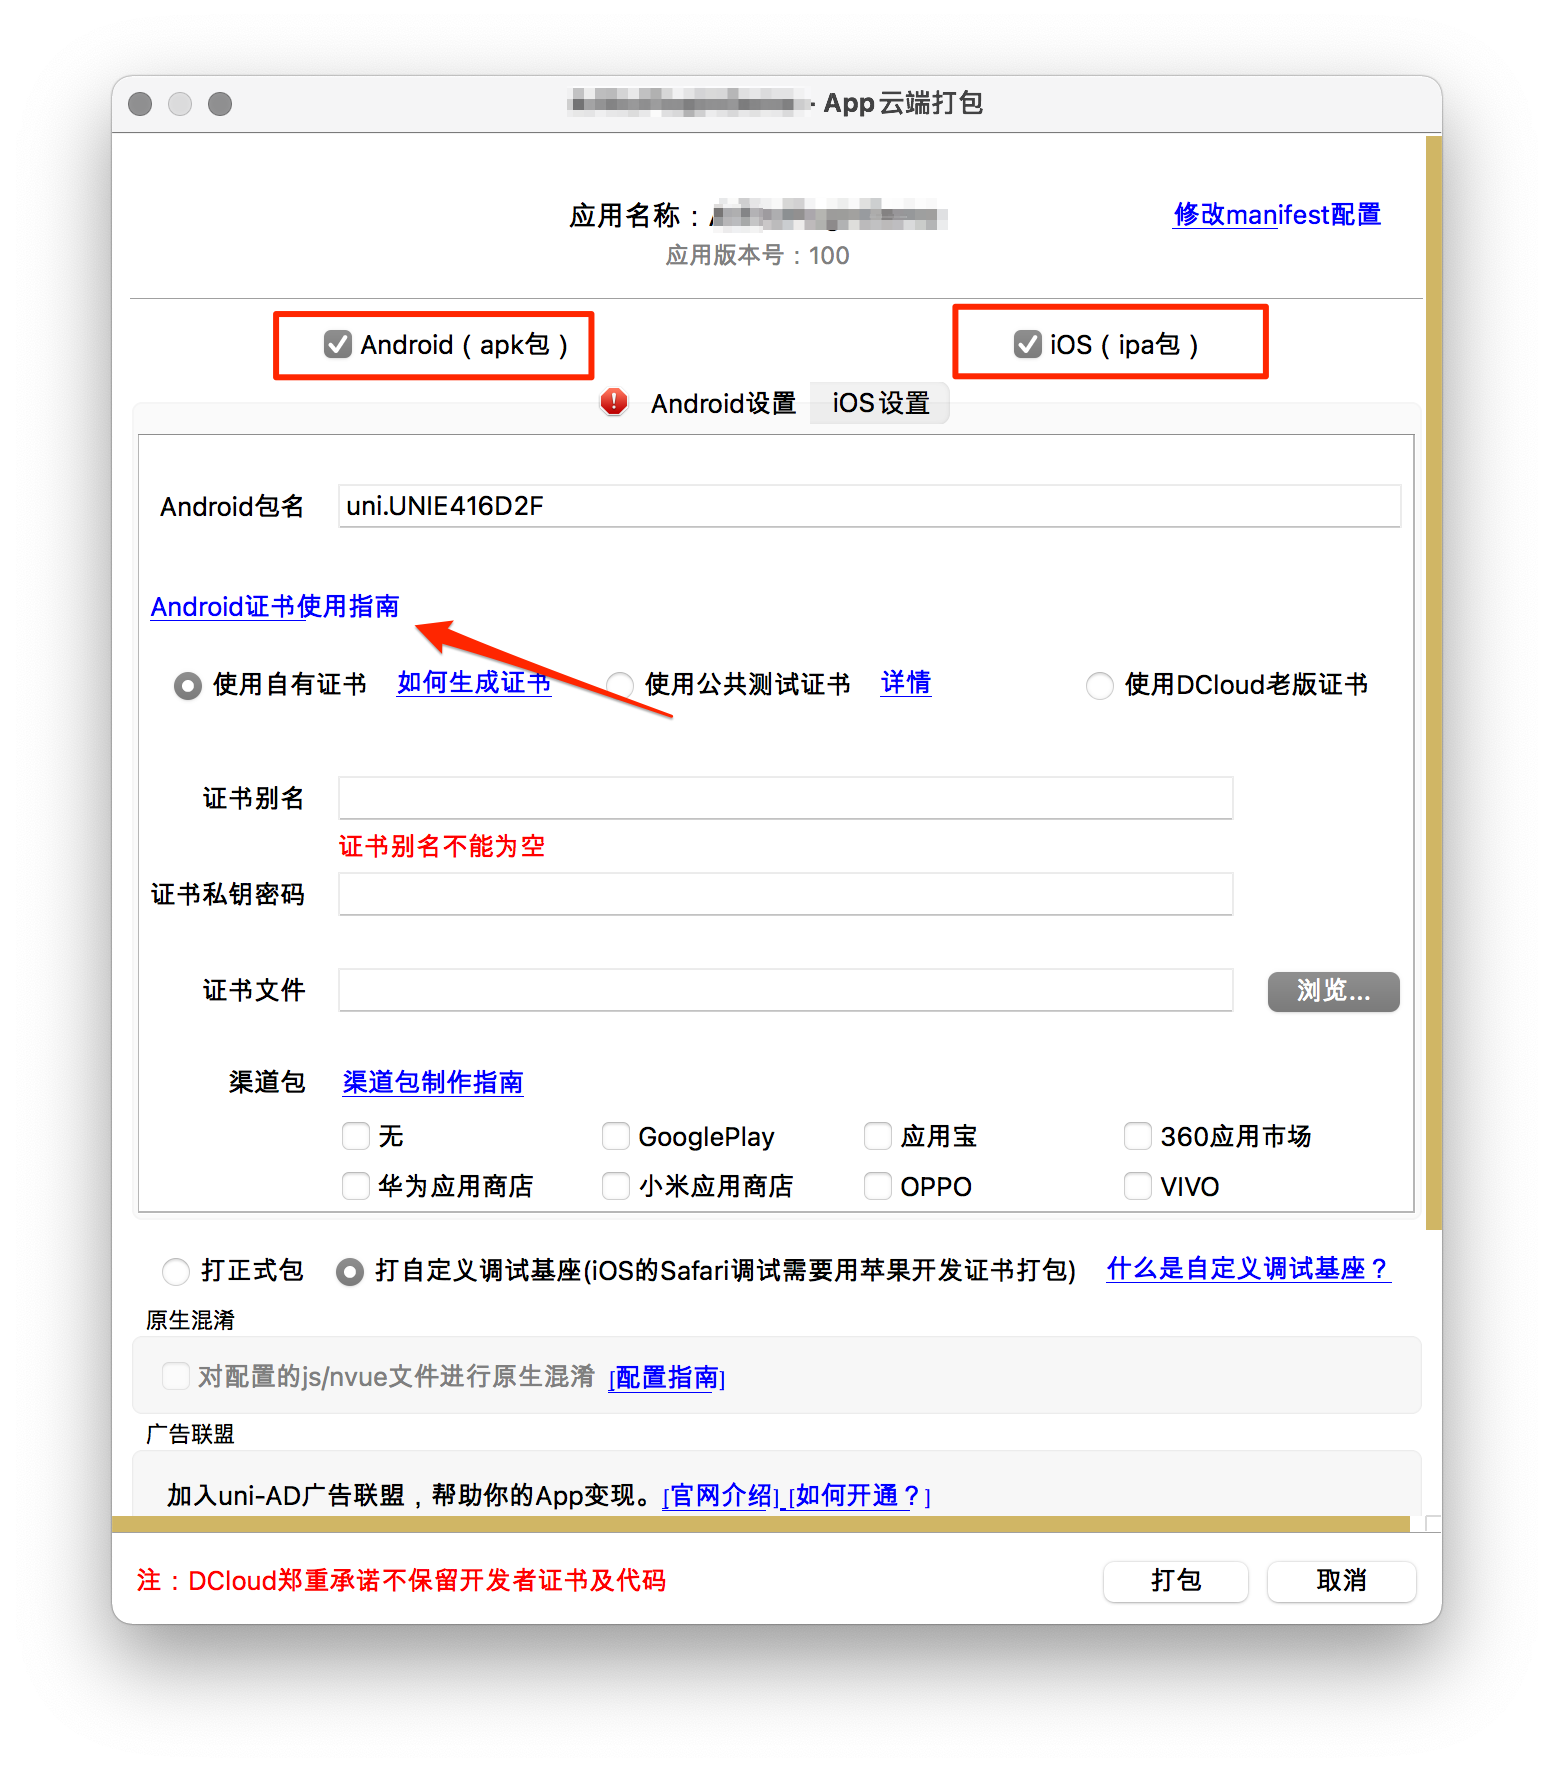 - App云端打包
应用名称：
修改manifest配置
应用版本号：100
Android（apk包）
iOS（ipa包）
Android设置
iOS设置
Android包名
uni.UNIE416D2F
Android证书使用指南
使用自有证书
如何生成证书
使用公共测试证书
详情
使用DCloud老版证书
证书别名
证书别名不能为空
证书私钥密码
证书文件
浏览...
渠道包
渠道包制作指南
无
GooglePlay
应用宝
360应用市场
华为应用商店
小米应用商店
OPPO
VIVO
打正式包
打自定义调试基座(iOS的Safari调试需要用苹果开发证书打包)
什么是自定义调试基座？
原生混淆
对配置的js/nvue文件进行原生混淆
[配置指南]
广告联盟
加入uni-AD广告联盟，帮助你的App变现。[官网介绍] [如何开通？]
注：DCloud郑重承诺不保留开发者证书及代码
打包
取消